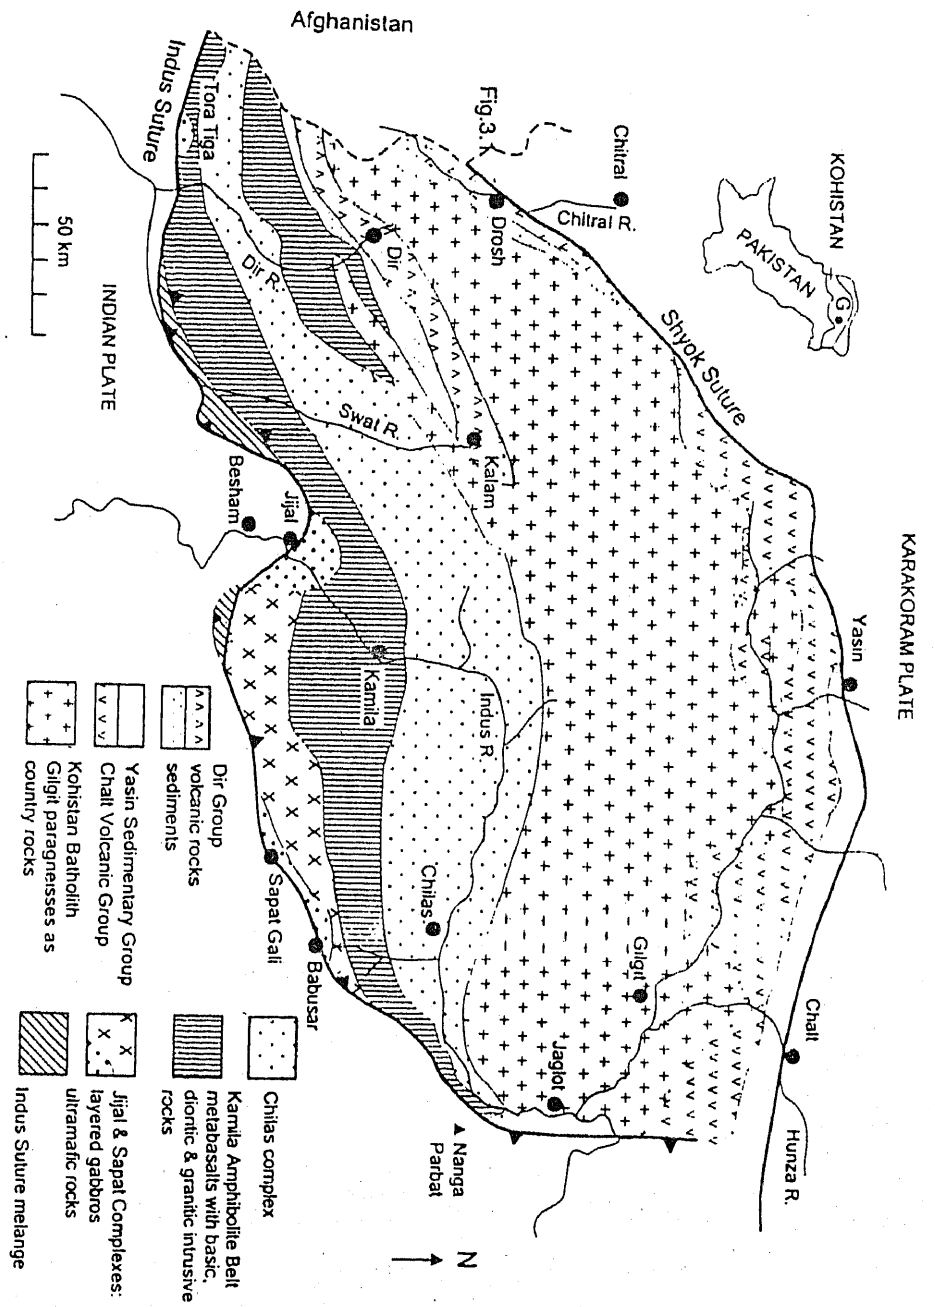 Afghanistan
KOHISTAN
PAKISTAN
G
KARAKORAM PLATE
Chitral
Chitral R.
Fig.3.1
Drosh
Shyok Suture
Yasin
Chalt
Hunza R.
Dir
Kalam
Gilgit
Jaglot
Indus Suture
Tora Tiga
Dir R.
Swat R.
Indus R.
Chilas
Kamila
Nanga
Parbat
N
50 km
INDIAN PLATE
Besham
Jijal
Sapat Gali
Babusar
Dir Group
volcanic rocks
sediments
Yasin Sedimentary Group
Chalt Volcanic Group
Kohistan Batholith
Gilgit paragneisses as
country rocks
Chilas complex
Kamila Amphibolite Belt
metabasalts with basic,
dioritic & granitic intrusive
rocks
Jijal & Sapat Complexes:
layered gabbros
ultramafic rocks
Indus Suture melange